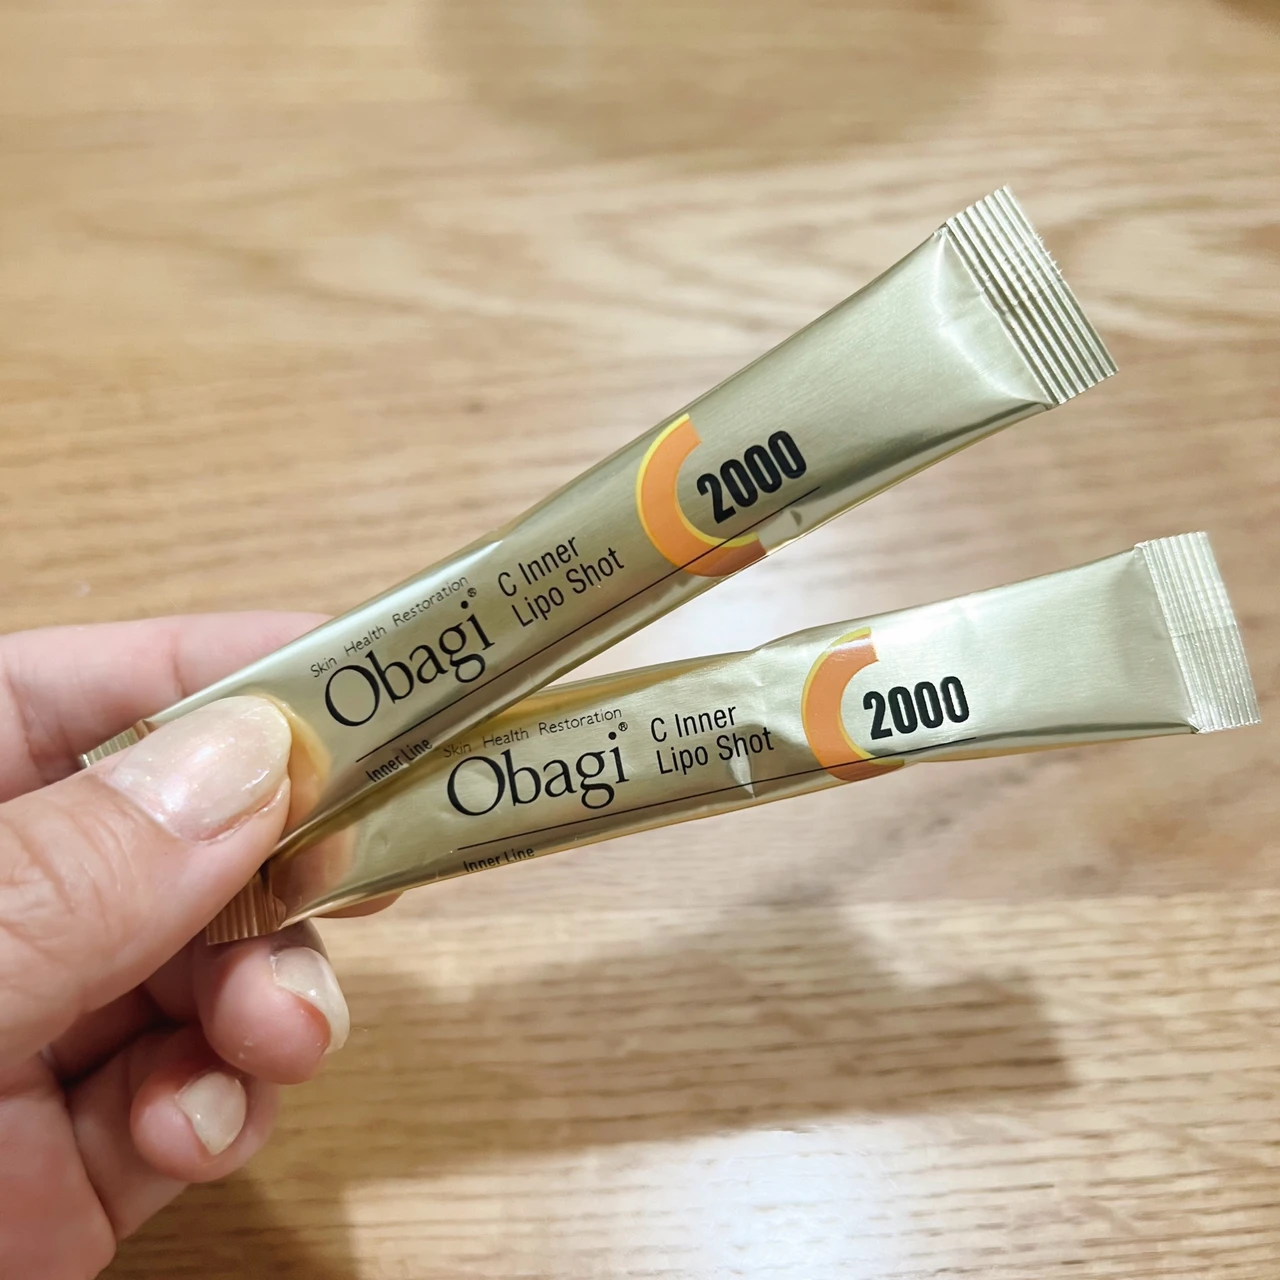 Skin Health Restoration
Obagi®
C Inner
Lipo Shot
C 2000
Inner Line
Skin Health Restoration
Obagi®
C Inner
Lipo Shot
C 2000
Inner Line